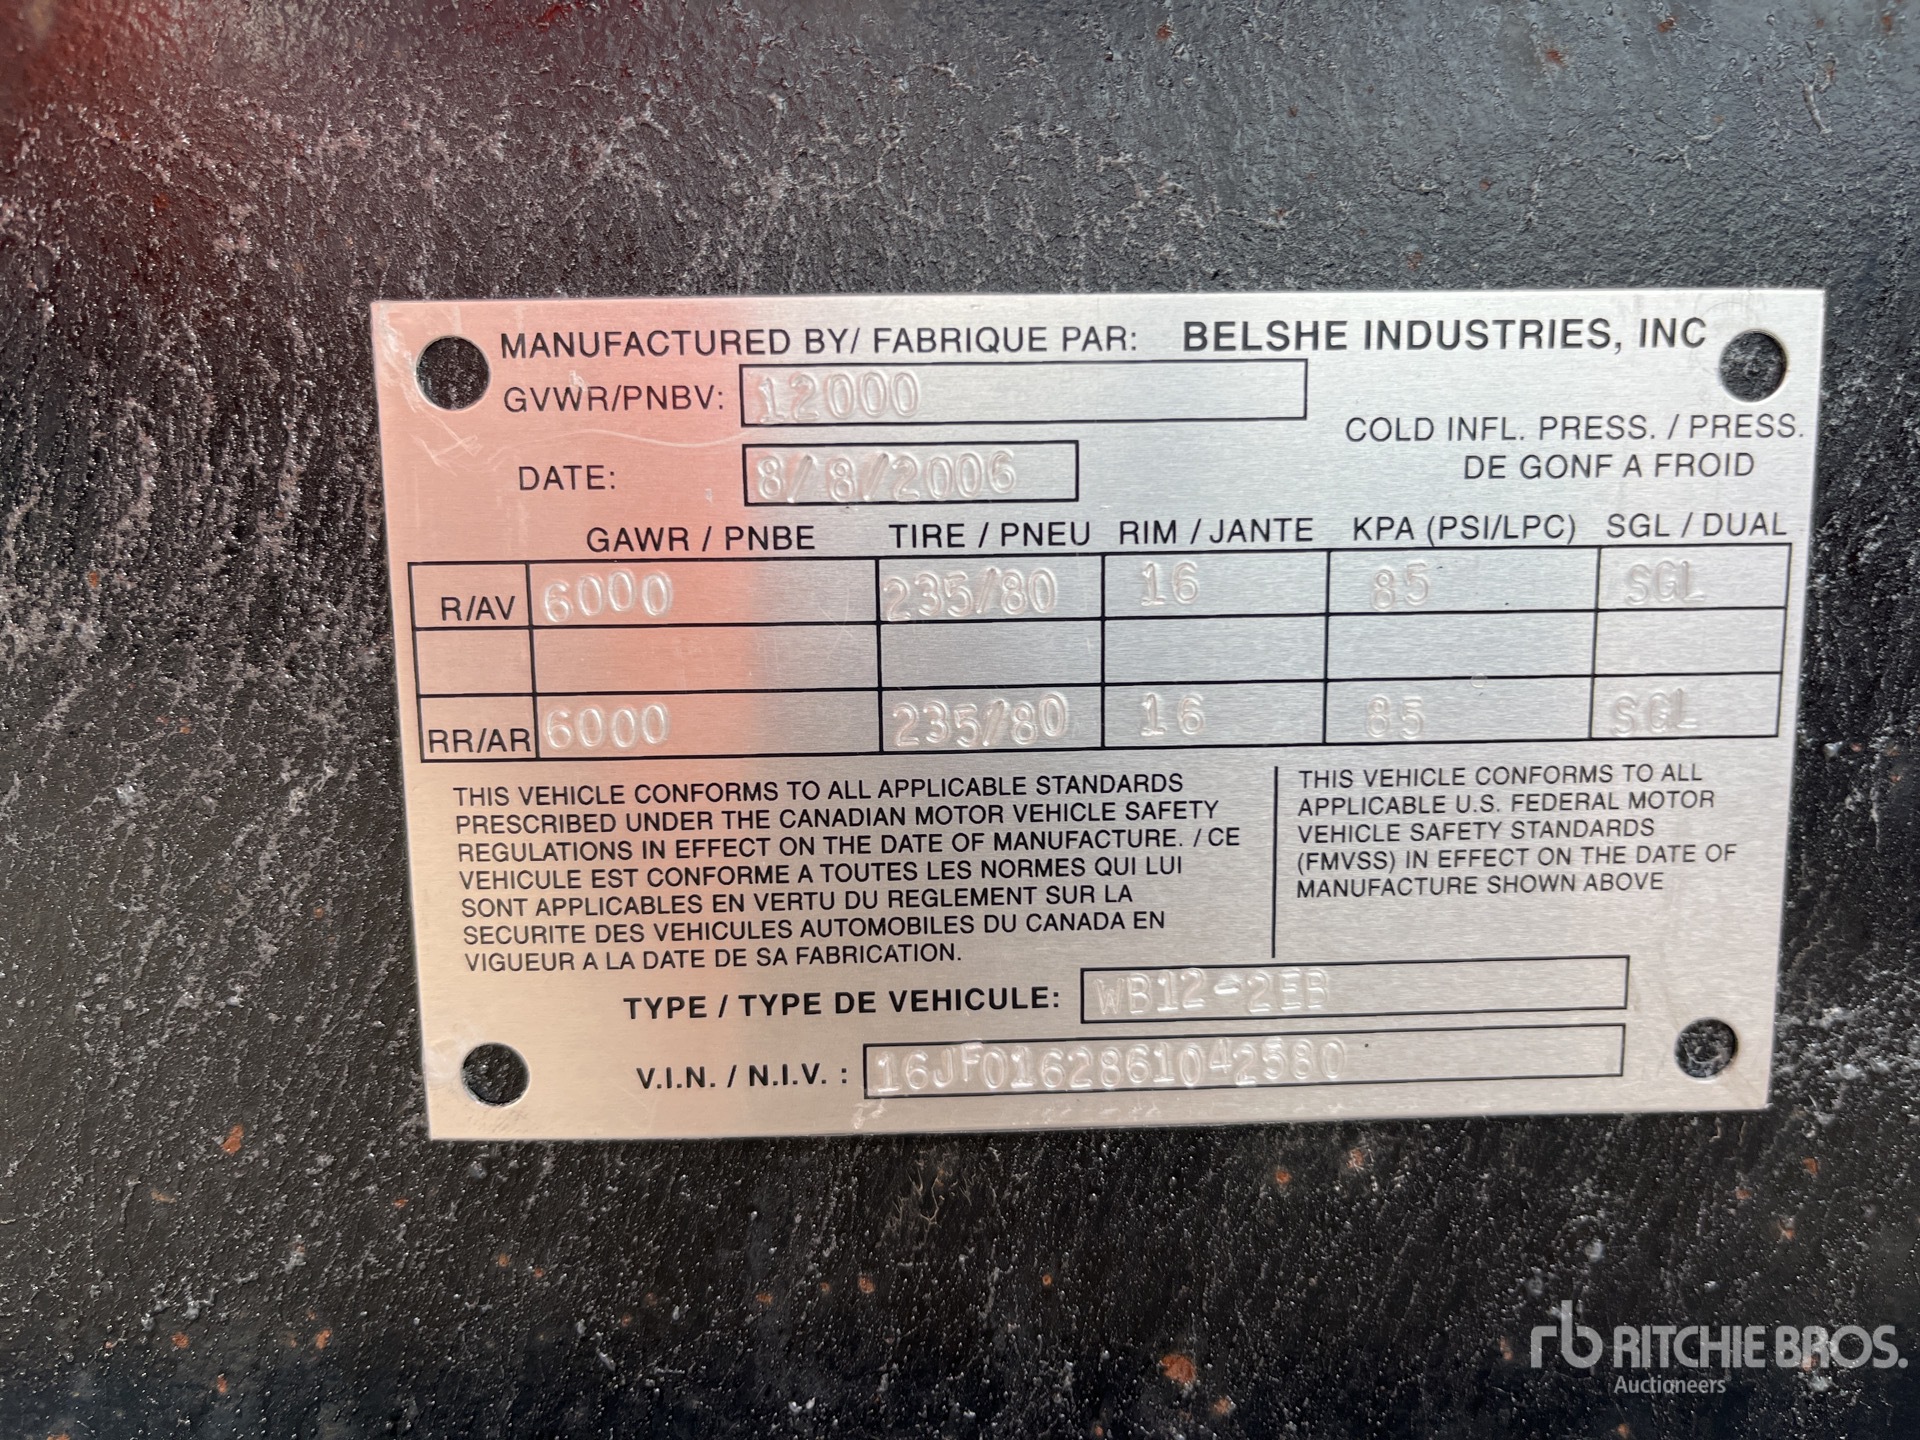 MANUFACTURED BY/ FABRIQUE PAR: BELSHE INDUSTRIES, INC
GVWR/PNBV: 12000
COLD INFL. PRESS. / PRESS.
DE GONF A FROID
DATE: 8/8/2006
GAWR / PNBE TIRE / PNEU RIM / JANTE KPA (PSI/LPC) SGL / DUAL
R/AV 6000 235/80 16 85 SGL
RR/AR 6000 235/80 16 85 SGL
THIS VEHICLE CONFORMS TO ALL APPLICABLE STANDARDS
PRESCRIBED UNDER THE CANADIAN MOTOR VEHICLE SAFETY
REGULATIONS IN EFFECT ON THE DATE OF MANUFACTURE. / CE
VEHICULE EST CONFORME A TOUTES LES NORMES QUI LUI
SONT APPLICABLES EN VERTU DU REGLEMENT SUR LA
SECURITE DES VEHICULES AUTOMOBILES DU CANADA EN
VIGUEUR A LA DATE DE SA FABRICATION.
THIS VEHICLE CONFORMS TO ALL
APPLICABLE U.S. FEDERAL MOTOR
VEHICLE SAFETY STANDARDS
(FMVSS) IN EFFECT ON THE DATE OF
MANUFACTURE SHOWN ABOVE
TYPE / TYPE DE VEHICULE: WB12-2EB
V.I.N. / N.I.V. : 16JF0162861042580
rb RITCHIE BROS.
Auctioneers